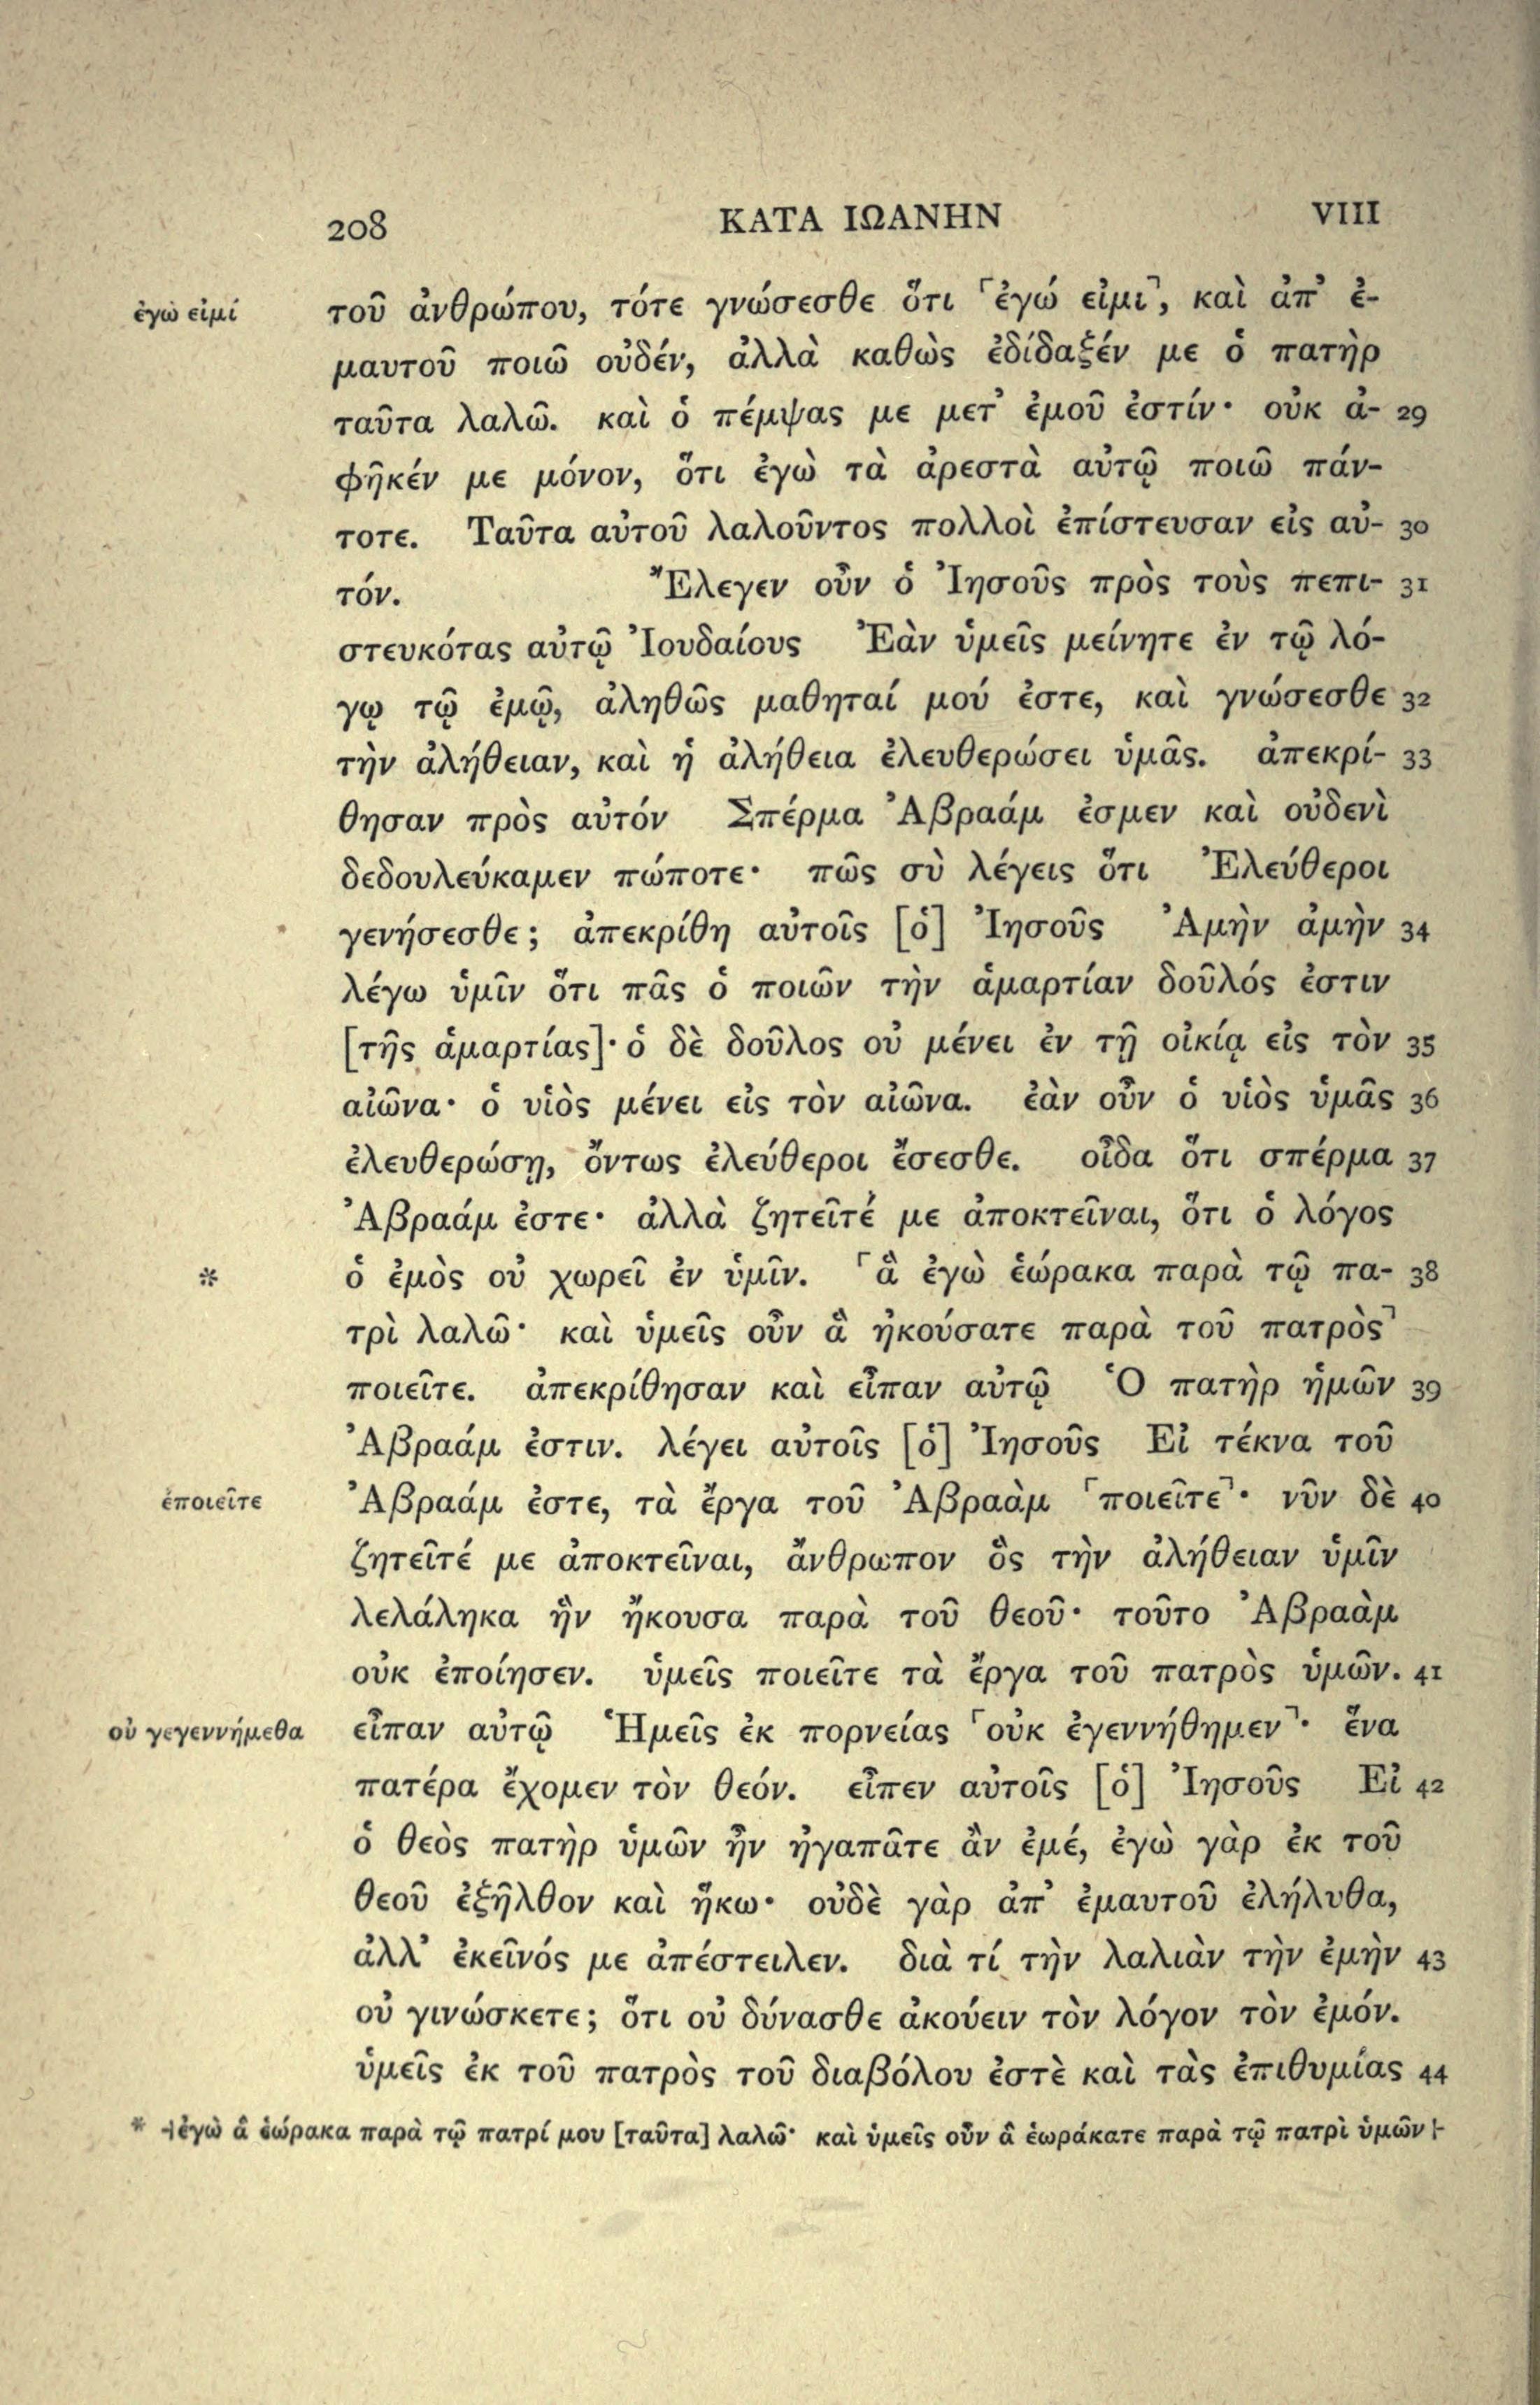 208 ΚΑΤΑ ΙΩΑΝΗΝ VIII
ἐγὼ εἰμί τοῦ ἀνθρώπου, τότε γνώσεσθε ὅτι ⌜ἐγώ εἰμι⌝, καὶ ἀπ’ ἐ-
μαυτοῦ ποιῶ οὐδέν, ἀλλὰ καθὼς ἐδίδαξέν με ὁ πατὴρ
ταῦτα λαλῶ. καὶ ὁ πέμψας με μετ’ ἐμοῦ ἐστίν· οὐκ ἀ- 29
φῆκέν με μόνον, ὅτι ἐγὼ τὰ ἀρεστὰ αὐτῷ ποιῶ πάν-
τοτε. Ταῦτα αὐτοῦ λαλοῦντος πολλοὶ ἐπίστευσαν εἰς αὐ- 30
τόν. Ἔλεγεν οὖν ὁ Ἰησοῦς πρὸς τοὺς πεπι- 31
στευκότας αὐτῷ Ἰουδαίους Ἐὰν ὑμεῖς μείνητε ἐν τῷ λό-
γῳ τῷ ἐμῷ, ἀληθῶς μαθηταί μού ἐστε, καὶ γνώσεσθε 32
τὴν ἀλήθειαν, καὶ ἡ ἀλήθεια ἐλευθερώσει ὑμᾶς. ἀπεκρί- 33
θησαν πρὸς αὐτόν Σπέρμα Ἀβραάμ ἐσμεν καὶ οὐδενὶ
δεδουλεύκαμεν πώποτε· πῶς σὺ λέγεις ὅτι Ἐλεύθεροι
γενήσεσθε; ἀπεκρίθη αὐτοῖς [ὁ] Ἰησοῦς Ἀμὴν ἀμὴν 34
λέγω ὑμῖν ὅτι πᾶς ὁ ποιῶν τὴν ἁμαρτίαν δοῦλός ἐστιν
[τῆς ἁμαρτίας]· ὁ δὲ δοῦλος οὐ μένει ἐν τῇ οἰκίᾳ εἰς τὸν 35
αἰῶνα· ὁ υἱὸς μένει εἰς τὸν αἰῶνα. ἐὰν οὖν ὁ υἱὸς ὑμᾶς 36
ἐλευθερώσῃ, ὄντως ἐλεύθεροι ἔσεσθε. οἶδα ὅτι σπέρμα 37
Ἀβραάμ ἐστε· ἀλλὰ ζητεῖτέ με ἀποκτεῖναι, ὅτι ὁ λόγος
* ὁ ἐμὸς οὐ χωρεῖ ἐν ὑμῖν. ⌜ἃ ἐγὼ ἑώρακα παρὰ τῷ πα- 38
τρὶ λαλῶ· καὶ ὑμεῖς οὖν ἃ ἠκούσατε παρὰ τοῦ πατρὸς⌝
ποιεῖτε. ἀπεκρίθησαν καὶ εἶπαν αὐτῷ Ὁ πατὴρ ἡμῶν 39
Ἀβραάμ ἐστιν. λέγει αὐτοῖς [ὁ] Ἰησοῦς Εἰ τέκνα τοῦ
ἐποιεῖτε Ἀβραάμ ἐστε, τὰ ἔργα τοῦ Ἀβραὰμ ⌜ποιεῖτε⌝· νῦν δὲ 40
ζητεῖτέ με ἀποκτεῖναι, ἄνθρωπον ὃς τὴν ἀλήθειαν ὑμῖν
λελάληκα ἣν ἤκουσα παρὰ τοῦ θεοῦ· τοῦτο Ἀβραὰμ
οὐκ ἐποίησεν. ὑμεῖς ποιεῖτε τὰ ἔργα τοῦ πατρὸς ὑμῶν. 41
οὐ γεγεννήμεθα εἶπαν αὐτῷ Ἡμεῖς ἐκ πορνείας ⌜οὐκ ἐγεννήθημεν⌝· ἕνα
πατέρα ἔχομεν τὸν θεόν. εἶπεν αὐτοῖς [ὁ] Ἰησοῦς Εἰ 42
ὁ θεὸς πατὴρ ὑμῶν ἦν ἠγαπᾶτε ἂν ἐμέ, ἐγὼ γὰρ ἐκ τοῦ
θεοῦ ἐξῆλθον καὶ ἥκω· οὐδὲ γὰρ ἀπ’ ἐμαυτοῦ ἐλήλυθα,
ἀλλ’ ἐκεῖνός με ἀπέστειλεν. διὰ τί τὴν λαλιὰν τὴν ἐμὴν 43
οὐ γινώσκετε; ὅτι οὐ δύνασθε ἀκούειν τὸν λόγον τὸν ἐμόν.
ὑμεῖς ἐκ τοῦ πατρὸς τοῦ διαβόλου ἐστὲ καὶ τὰς ἐπιθυμίας 44
* ⊣ἐγὼ ἃ ἑώρακα παρὰ τῷ πατρί μου [ταῦτα] λαλῶ· καὶ ὑμεῖς οὖν ἃ ἑωράκατε παρὰ τῷ πατρὶ ὑμῶν⊢